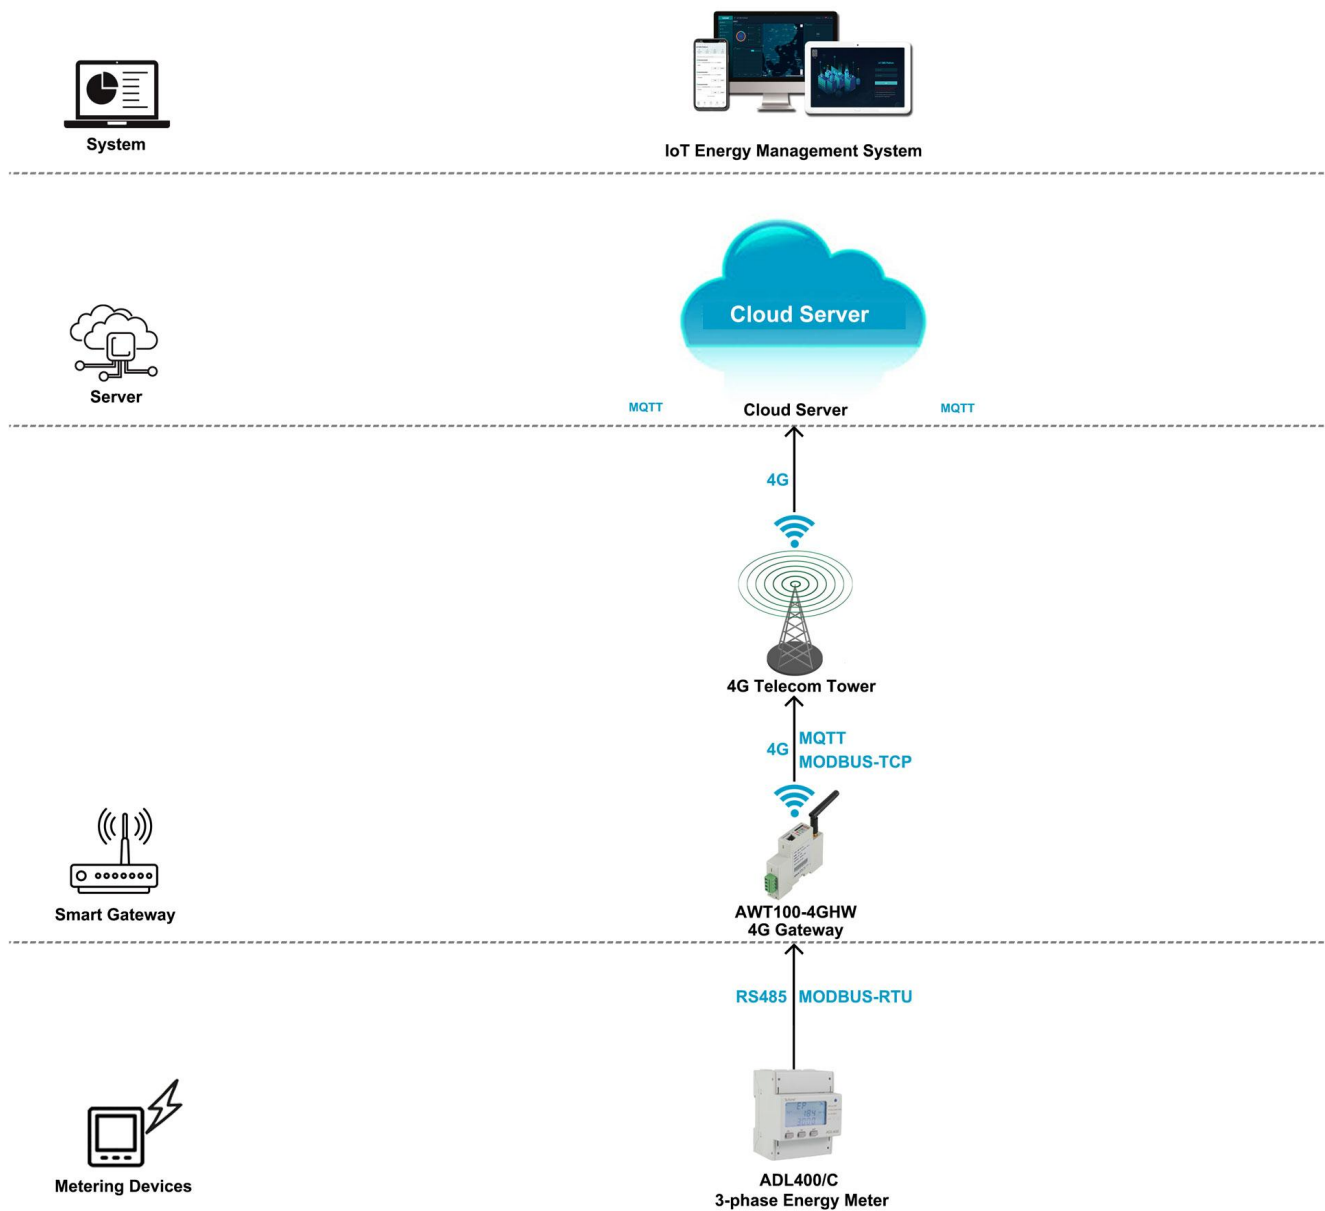 System
IoT Energy Management System
Cloud Server
Server
MQTT
Cloud Server
MQTT
4G
4G Telecom Tower
4G
MQTT
MODBUS-TCP
Smart Gateway
AWT100-4GHW
4G Gateway
RS485
MODBUS-RTU
Metering Devices
ADL400/C
3-phase Energy Meter